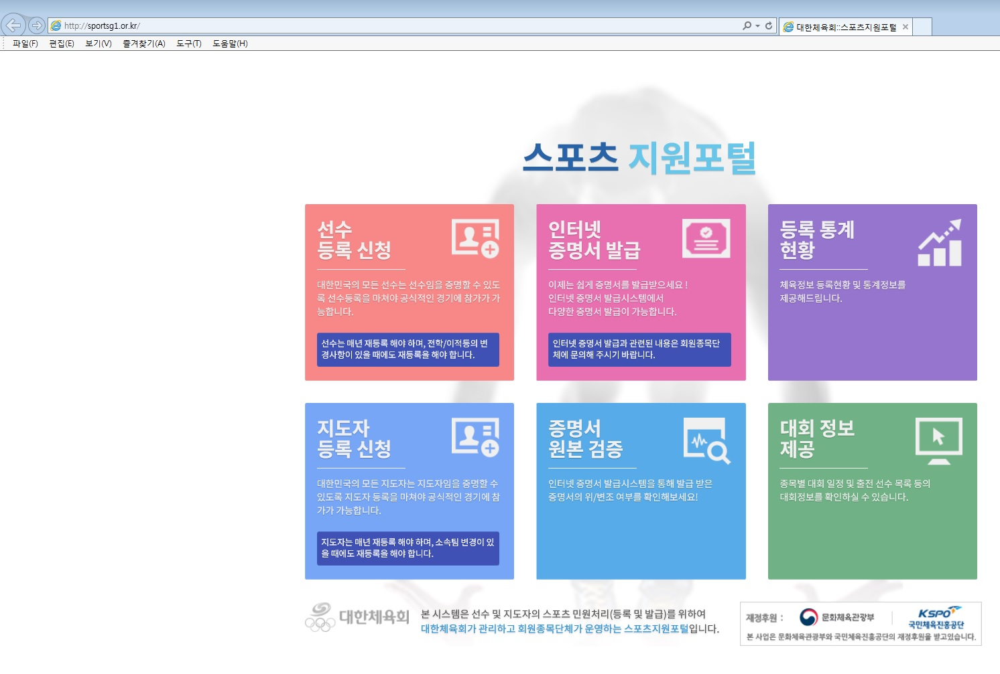 http://sportsg1.or.kr/
대한체육회::스포츠지원포털
파일(F) 편집(E) 보기(V) 즐겨찾기(A) 도구(T) 도움말(H)
스포츠 지원포털
선수
등록 신청
대한민국의 모든 선수는 선수임을 증명할 수 있도
록 선수등록을 마쳐야 공식적인 경기에 참가가 가
능합니다.
선수는 매년 재등록 해야 하며, 전학/이적등의 변
경사항이 있을 때에도 재등록을 해야 합니다.
인터넷
증명서 발급
이제는 쉽게 증명서를 발급받으세요 !
인터넷 증명서 발급시스템에서
다양한 증명서 발급이 가능합니다.
인터넷 증명서 발급과 관련된 내용은 회원종목단
체에 문의해 주시기 바랍니다.
등록 통계
현황
체육정보 등록현황 및 통계정보를
제공해드립니다.
지도자
등록 신청
대한민국의 모든 지도자는 지도자임을 증명할 수
있도록 지도자 등록을 마쳐야 공식적인 경기에 참
가가 가능합니다.
지도자는 매년 재등록 해야 하며, 소속팀 변경이 있
을 때에도 재등록을 해야 합니다.
증명서
원본 검증
인터넷 증명서 발급시스템을 통해 발급 받은
증명서의 위/변조 여부를 확인해보세요!
대회 정보
제공
종목별 대회 일정 및 출전 선수 목록 등의
대회정보를 확인하실 수 있습니다.
대한체육회
본 시스템은 선수 및 지도자의 스포츠 민원처리(등록 및 발급)를 위하여
대한체육회가 관리하고 회원종목단체가 운영하는 스포츠지원포털입니다.
재정후원 :
문화체육관광부
KSPO
국민체육진흥공단
본 사업은 문화체육관광부와 국민체육진흥공단의 재정후원을 받고있습니다.